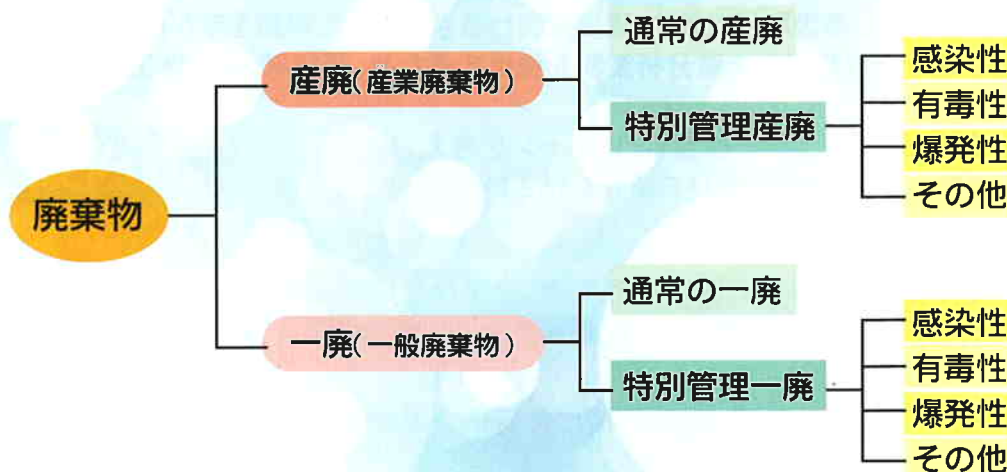 廃棄物
産廃(産業廃棄物)
通常の産廃
特別管理産廃
感染性
有毒性
爆発性
その他
一廃(一般廃棄物)
通常の一廃
特別管理一廃
感染性
有毒性
爆発性
その他